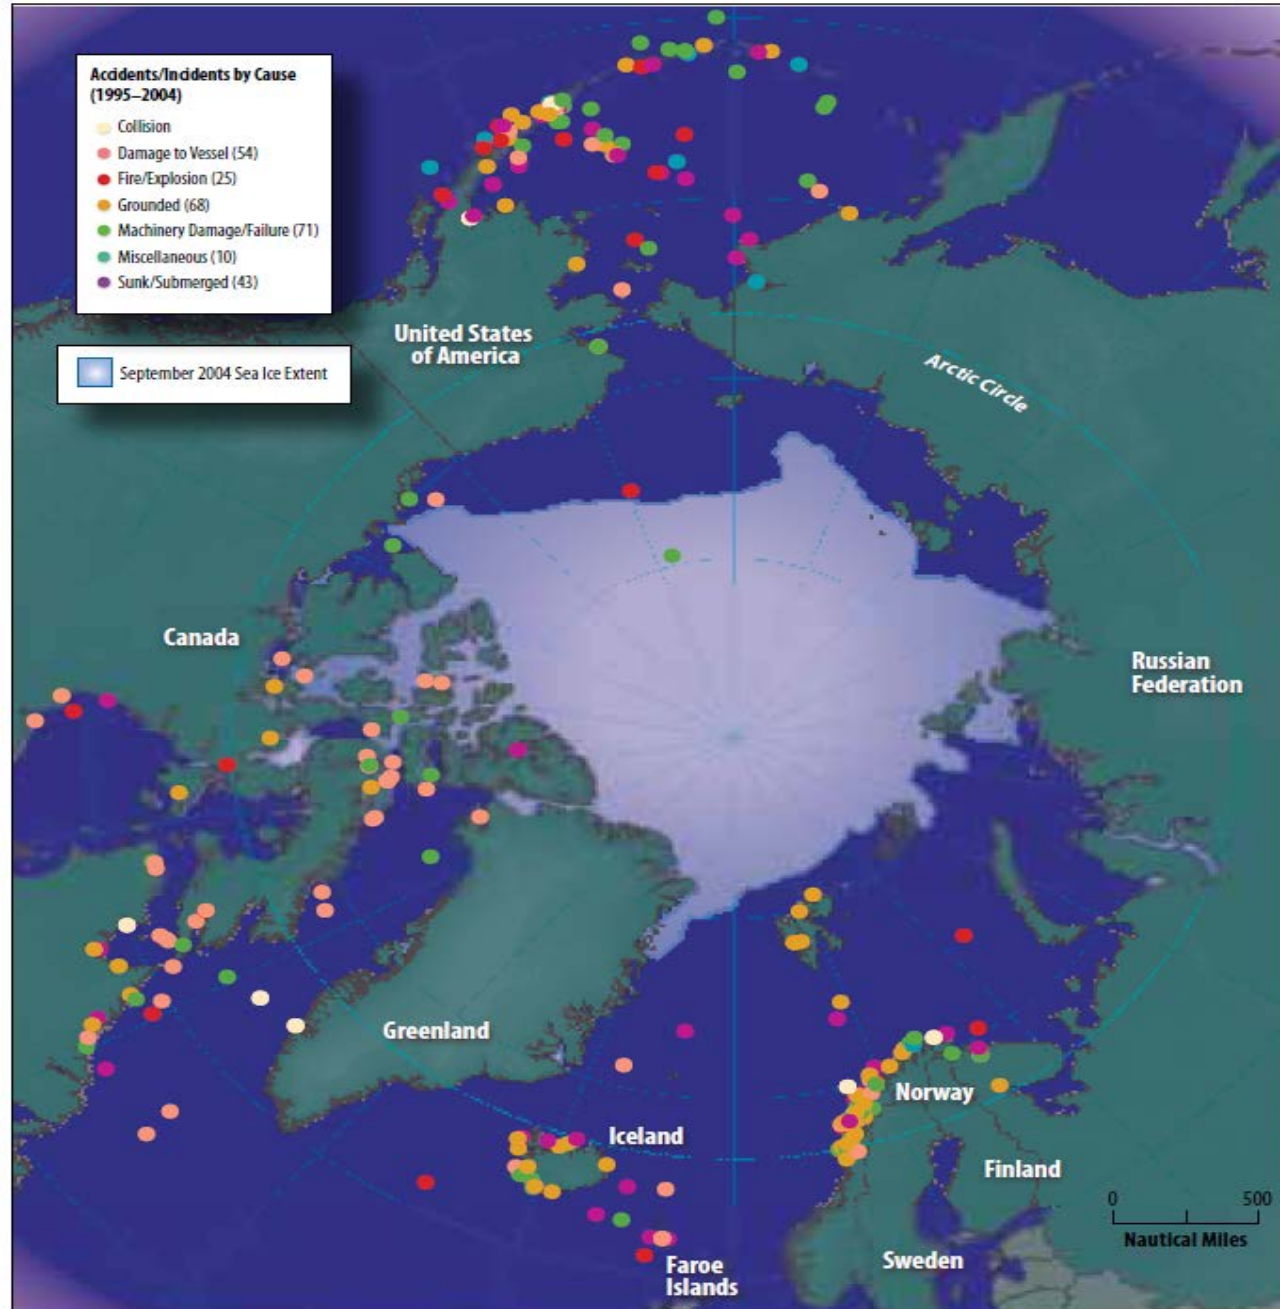 Accidents/Incidents by Cause
(1995–2004)
Collision
Damage to Vessel (54)
Fire/Explosion (25)
Grounded (68)
Machinery Damage/Failure (71)
Miscellaneous (10)
Sunk/Submerged (43)
United States
of America
September 2004 Sea Ice Extent
Arctic Circle
Canada
Russian
Federation
Greenland
Norway
Iceland
Finland
0 500
Nautical Miles
Sweden
Faroe
Islands